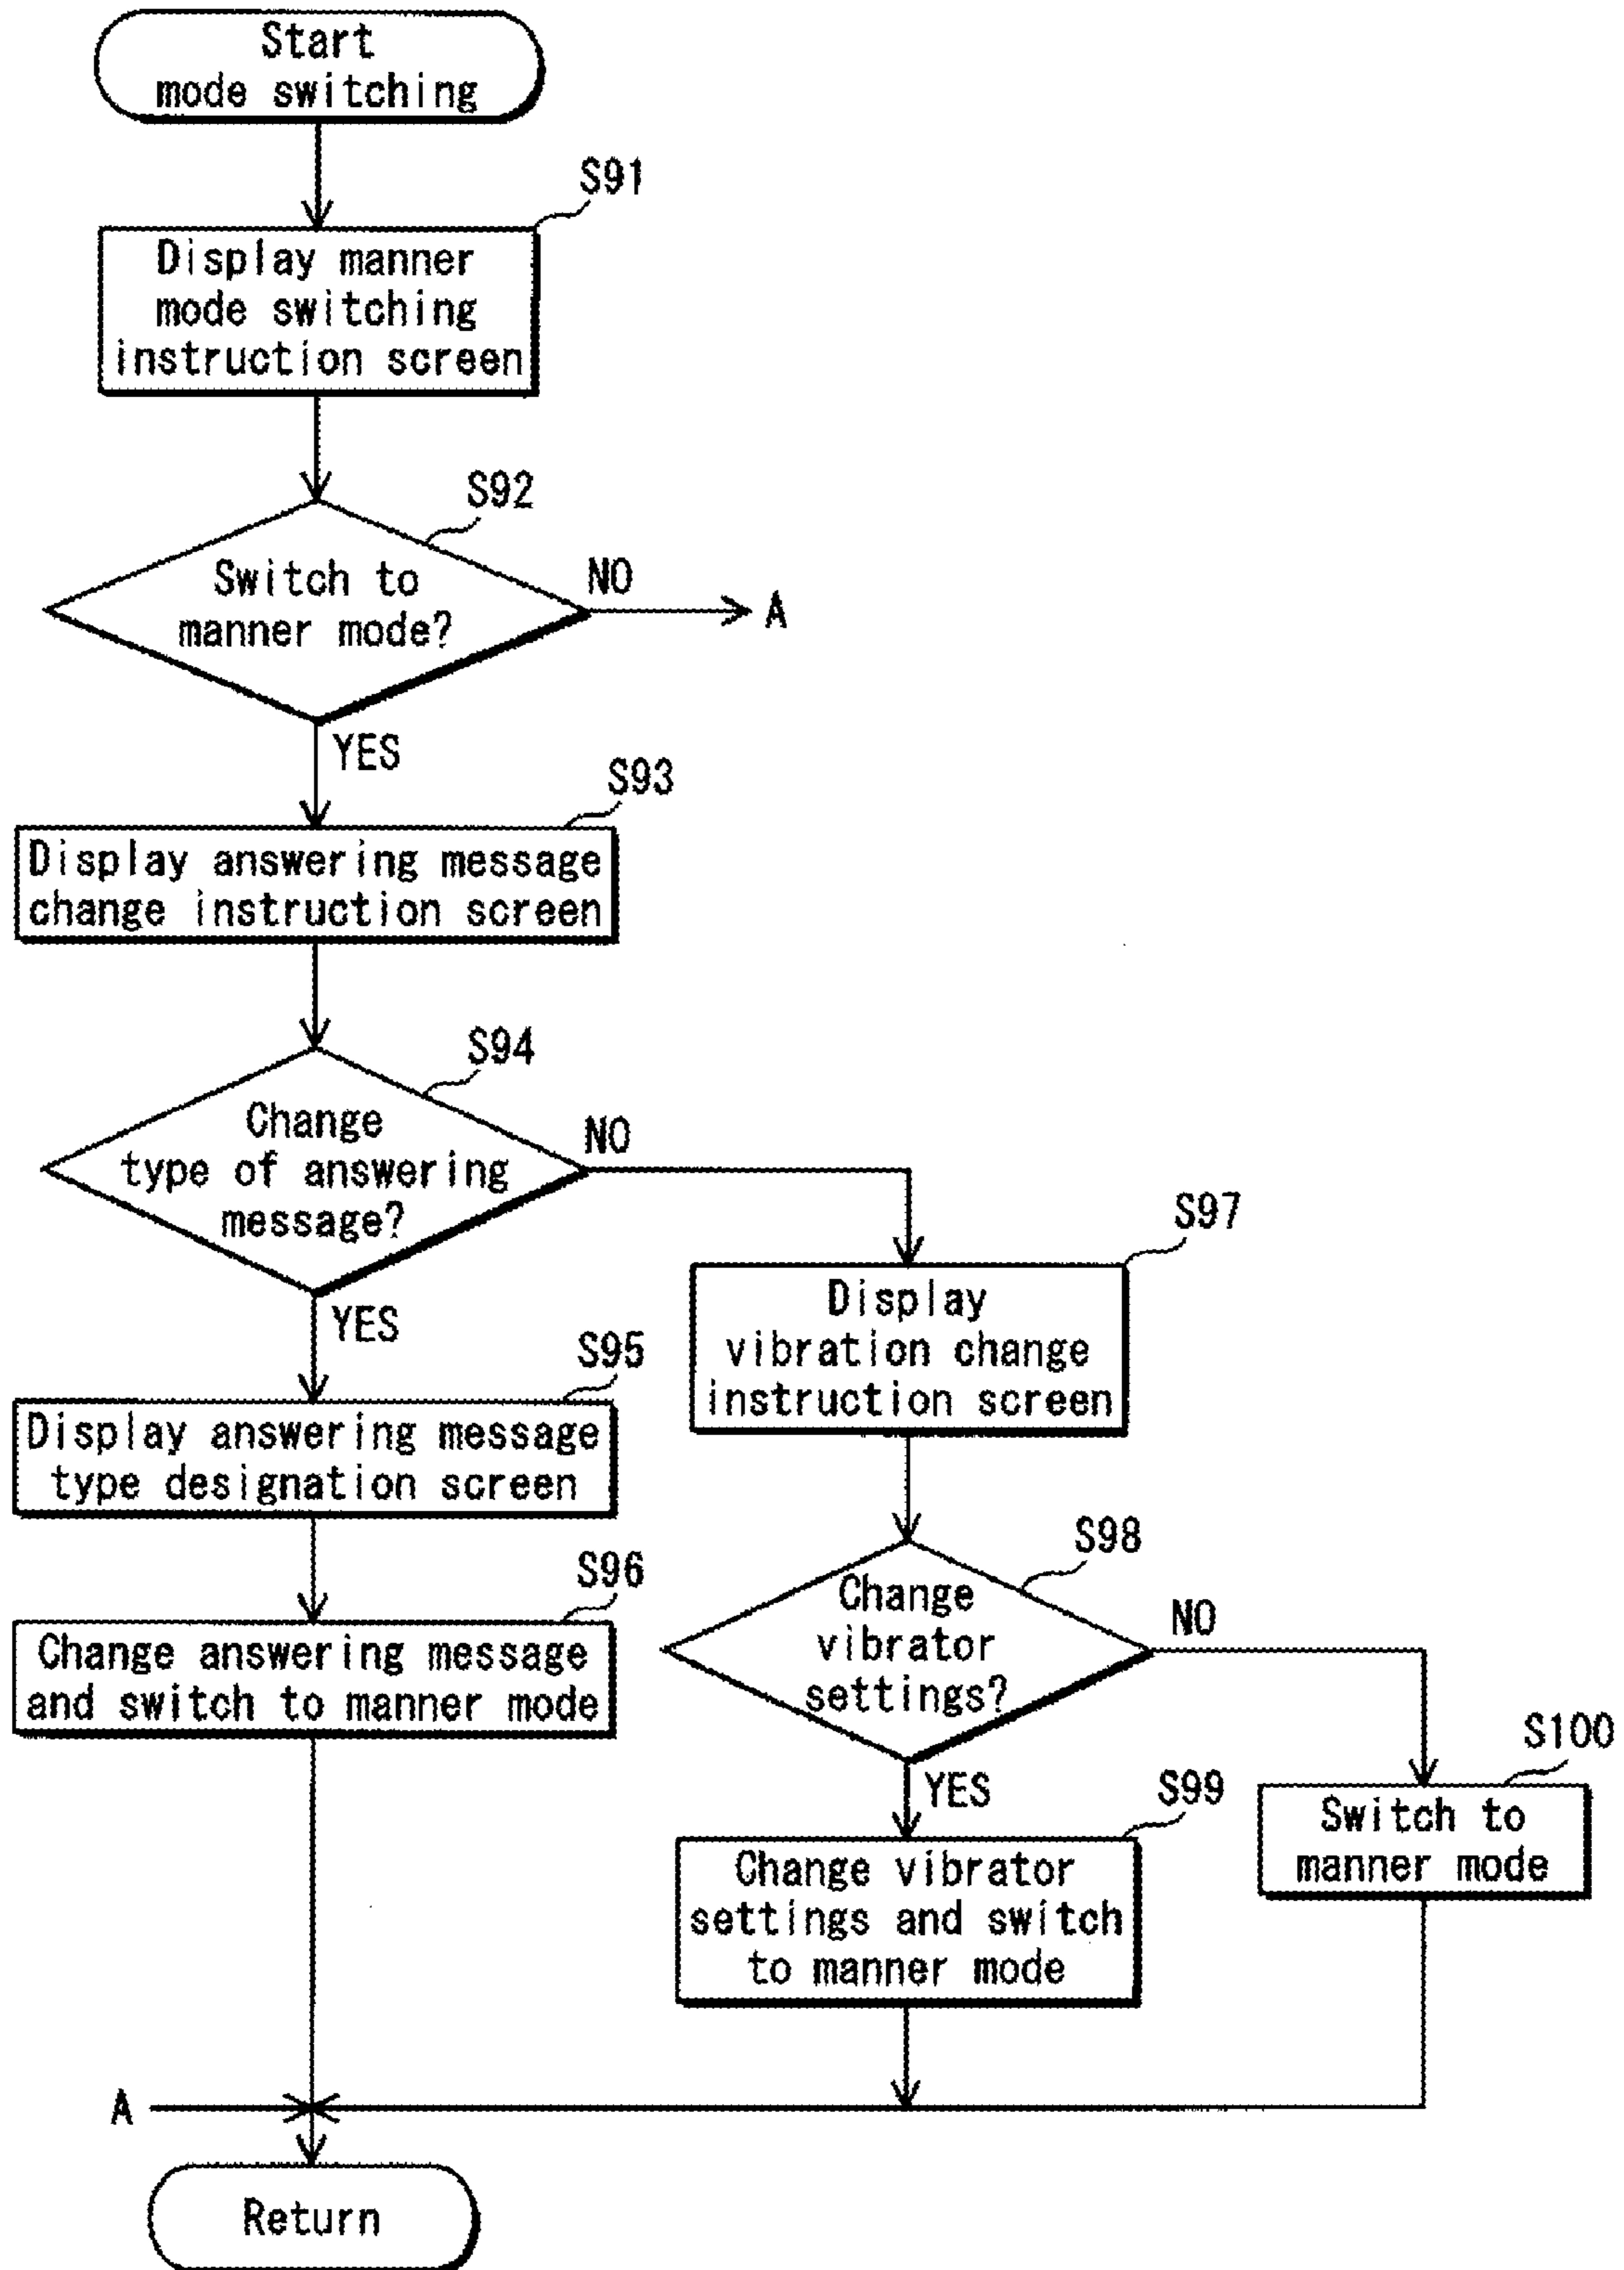 Start
mode switching
S91
Display manner
mode switching
instruction screen
S92
Switch to
manner mode?
NO
A
YES
S93
Display answering message
change instruction screen
S94
Change
type of answering
message?
NO
YES
S97
Display
vibration change
instruction screen
S95
Display answering message
type designation screen
S98
Change
vibrator
settings?
NO
YES
S96
Change answering message
and switch to manner mode
S100
Switch to
manner mode
S99
Change vibrator
settings and switch
to manner mode
A
Return